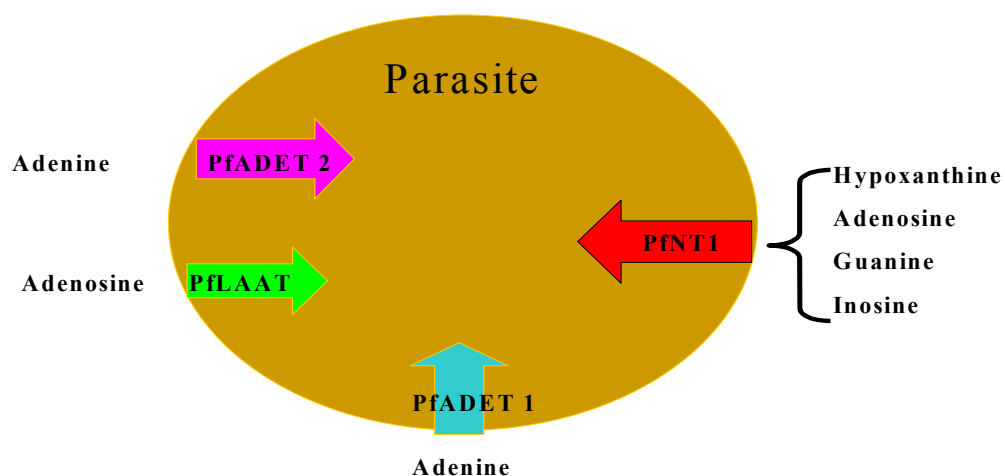 Parasite
Adenine
PfADET 2
Hypoxanthine
Adenosine
PfNT1
Guanine
Adenosine
PfLAAT
Inosine
PfADET 1
Adenine